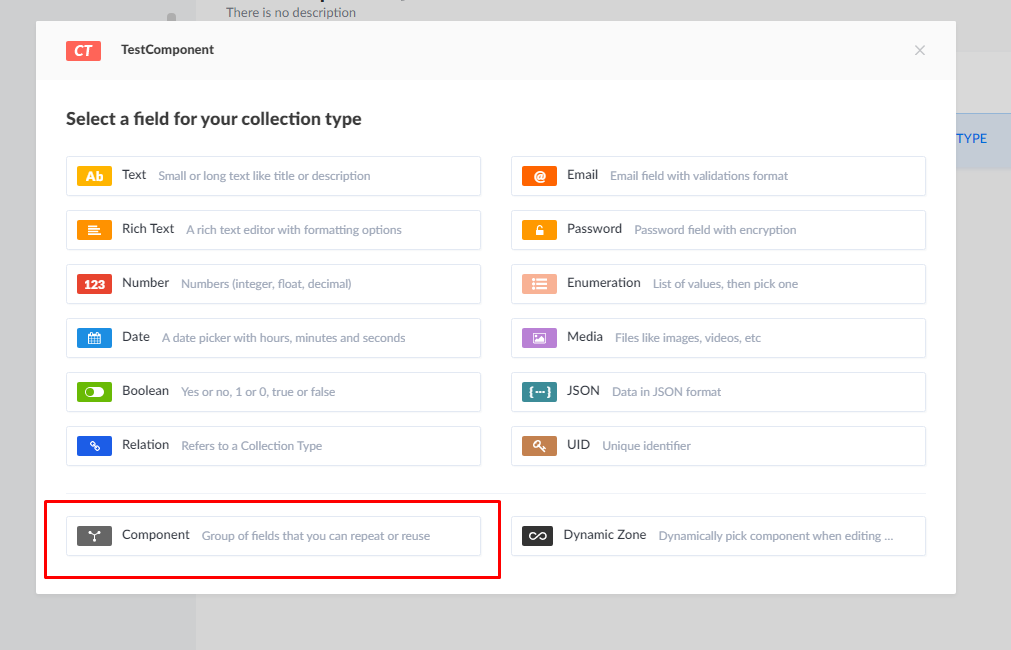 There is no description
CT TestComponent
Select a field for your collection type
Ab Text Small or long text like title or description
@ Email Email field with validations format
Rich Text A rich text editor with formatting options
Password Password field with encryption
123 Number Numbers (integer, float, decimal)
Enumeration List of values, then pick one
Date A date picker with hours, minutes and seconds
Media Files like images, videos, etc
Boolean Yes or no, 1 or 0, true or false
{···} JSON Data in JSON format
Relation Refers to a Collection Type
UID Unique identifier
Component Group of fields that you can repeat or reuse
Dynamic Zone Dynamically pick component when editing ...
TYPE